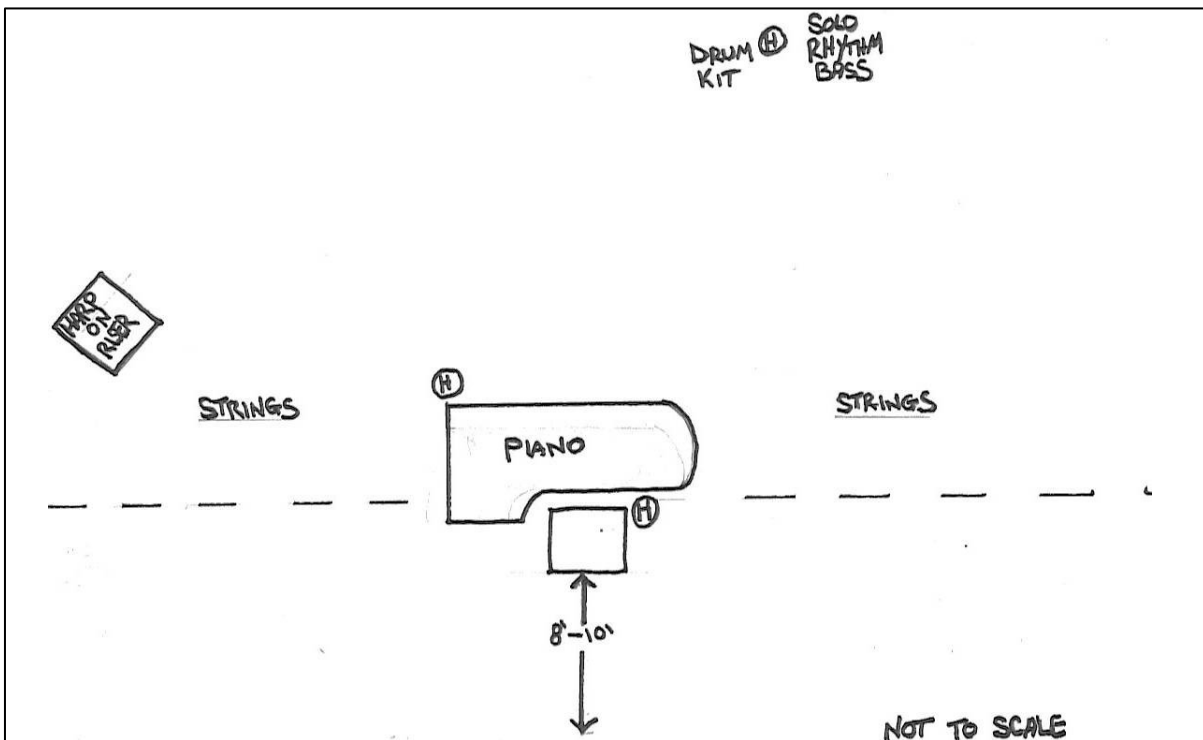 DRUM
KIT
H
SOLO
RHYTHM
BASS
HARP
ON
RISER
STRINGS
H
PIANO
STRINGS
H
8'-10'
NOT TO SCALE